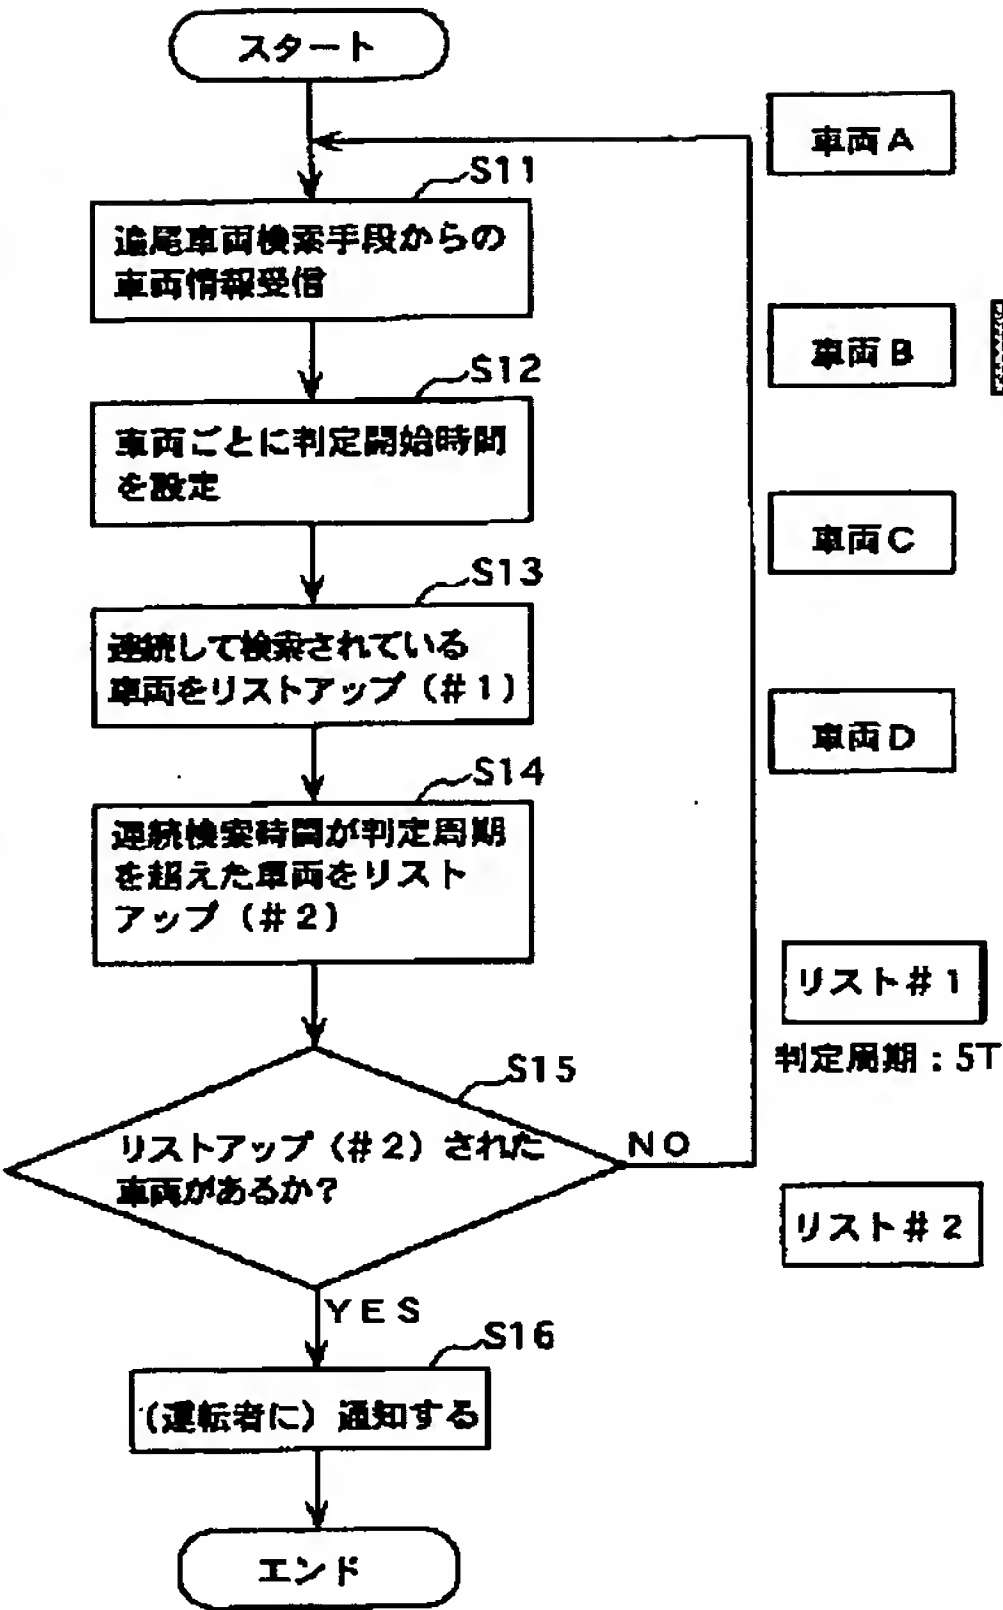 スタート
S11
追尾車両検索手段からの
車両情報受信
S12
車両ごとに判定開始時間
を設定
S13
連続して検索されている
車両をリストアップ(#1)
S14
連続検索時間が判定周期
を超えた車両をリスト
アップ(#2)
S15
リストアップ(#2)された
車両があるか?
NO
YES
S16
(運転者に)通知する
エンド
車両A
車両B
車両C
車両D
リスト#1
判定周期:5T
リスト#2